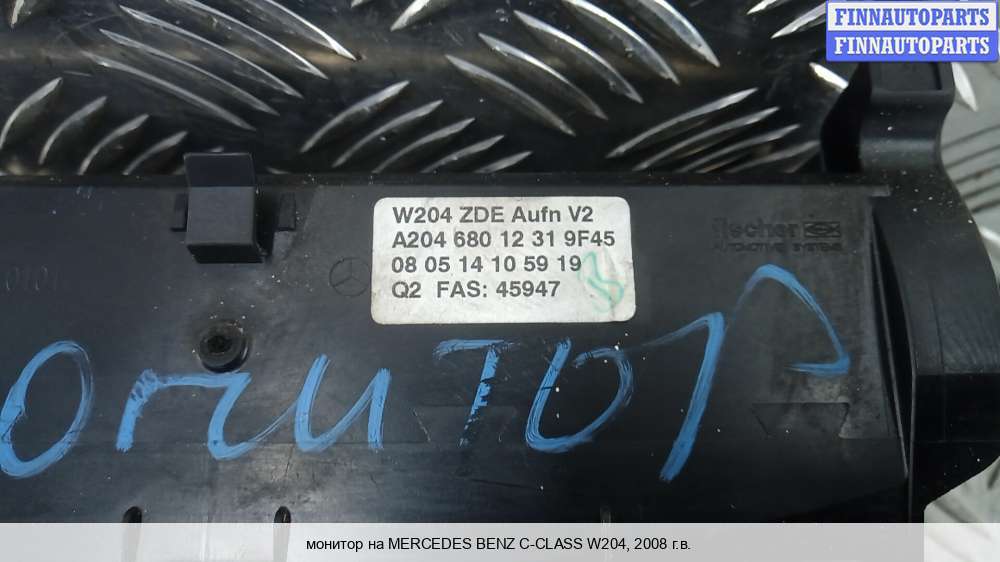 FINNAUTOPARTS
FINNAUTOPARTS
W204 ZDE Aufn V2
A204 680 12 31 9F45
08 05 14 10 59 19
Q2 FAS: 45947
fischer
AUTOMOTIVE SYSTEMS
0101
монитор на MERCEDES BENZ C-CLASS W204, 2008 г.в.